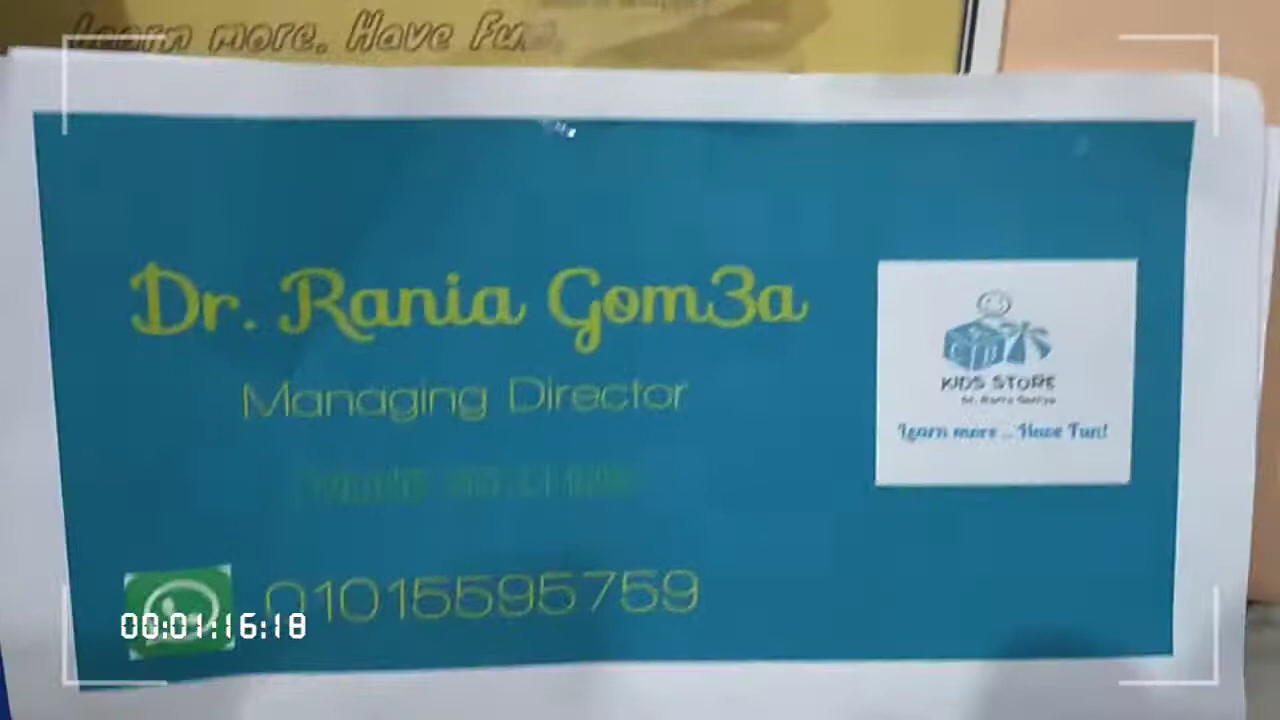 Learn more. Have Fun
Dr. Rania Gom3a
Managing Director
KIDS STORE
Learn more .. Have Fun!
01015595759
00:01:16:18